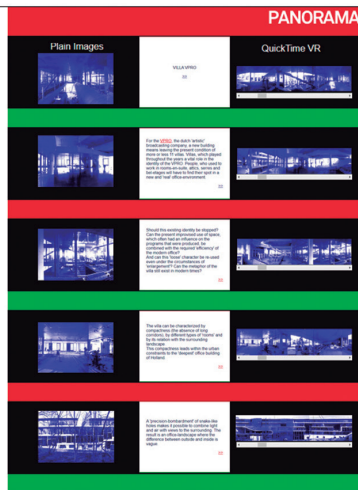 PANORAMA
Plain Images
QuickTime VR
VILLA VPRO
For the VPRO, the dutch 'artistic'
broadcasting company, a new building
means leaving the present condition of
more or less 11 villas. Villas, which played
throughout the years a vital role in the
identity of the VPRO. People, who used to
work in rooms-en-suite, attics, serres and
bel-etages will have to find their spot in a
new and 'real' office-environment.
Should this existing identity be stopped?
Can the present improvised use of space,
which often had an influence on the
programs that were produced, be
combined with the required 'efficiency' of
the modern office?
And can this 'loose' character be re-used
even under the circumstances of
'enlargement'? Can the metaphor of the
villa still exist in modern times?
The villa can be characterized by
compactness (the absence of long
corridors), by different types of 'rooms' and
by its relation with the surrounding
landscape.
This compactness leads within the urban
constraints to the 'deepest' office building
of Holland.
A 'precision-bombardment' of snake-like
holes makes it possible to combine light
and air with views to the surrounding. The
result is an office-landscape where the
difference between outside and inside is
vague.